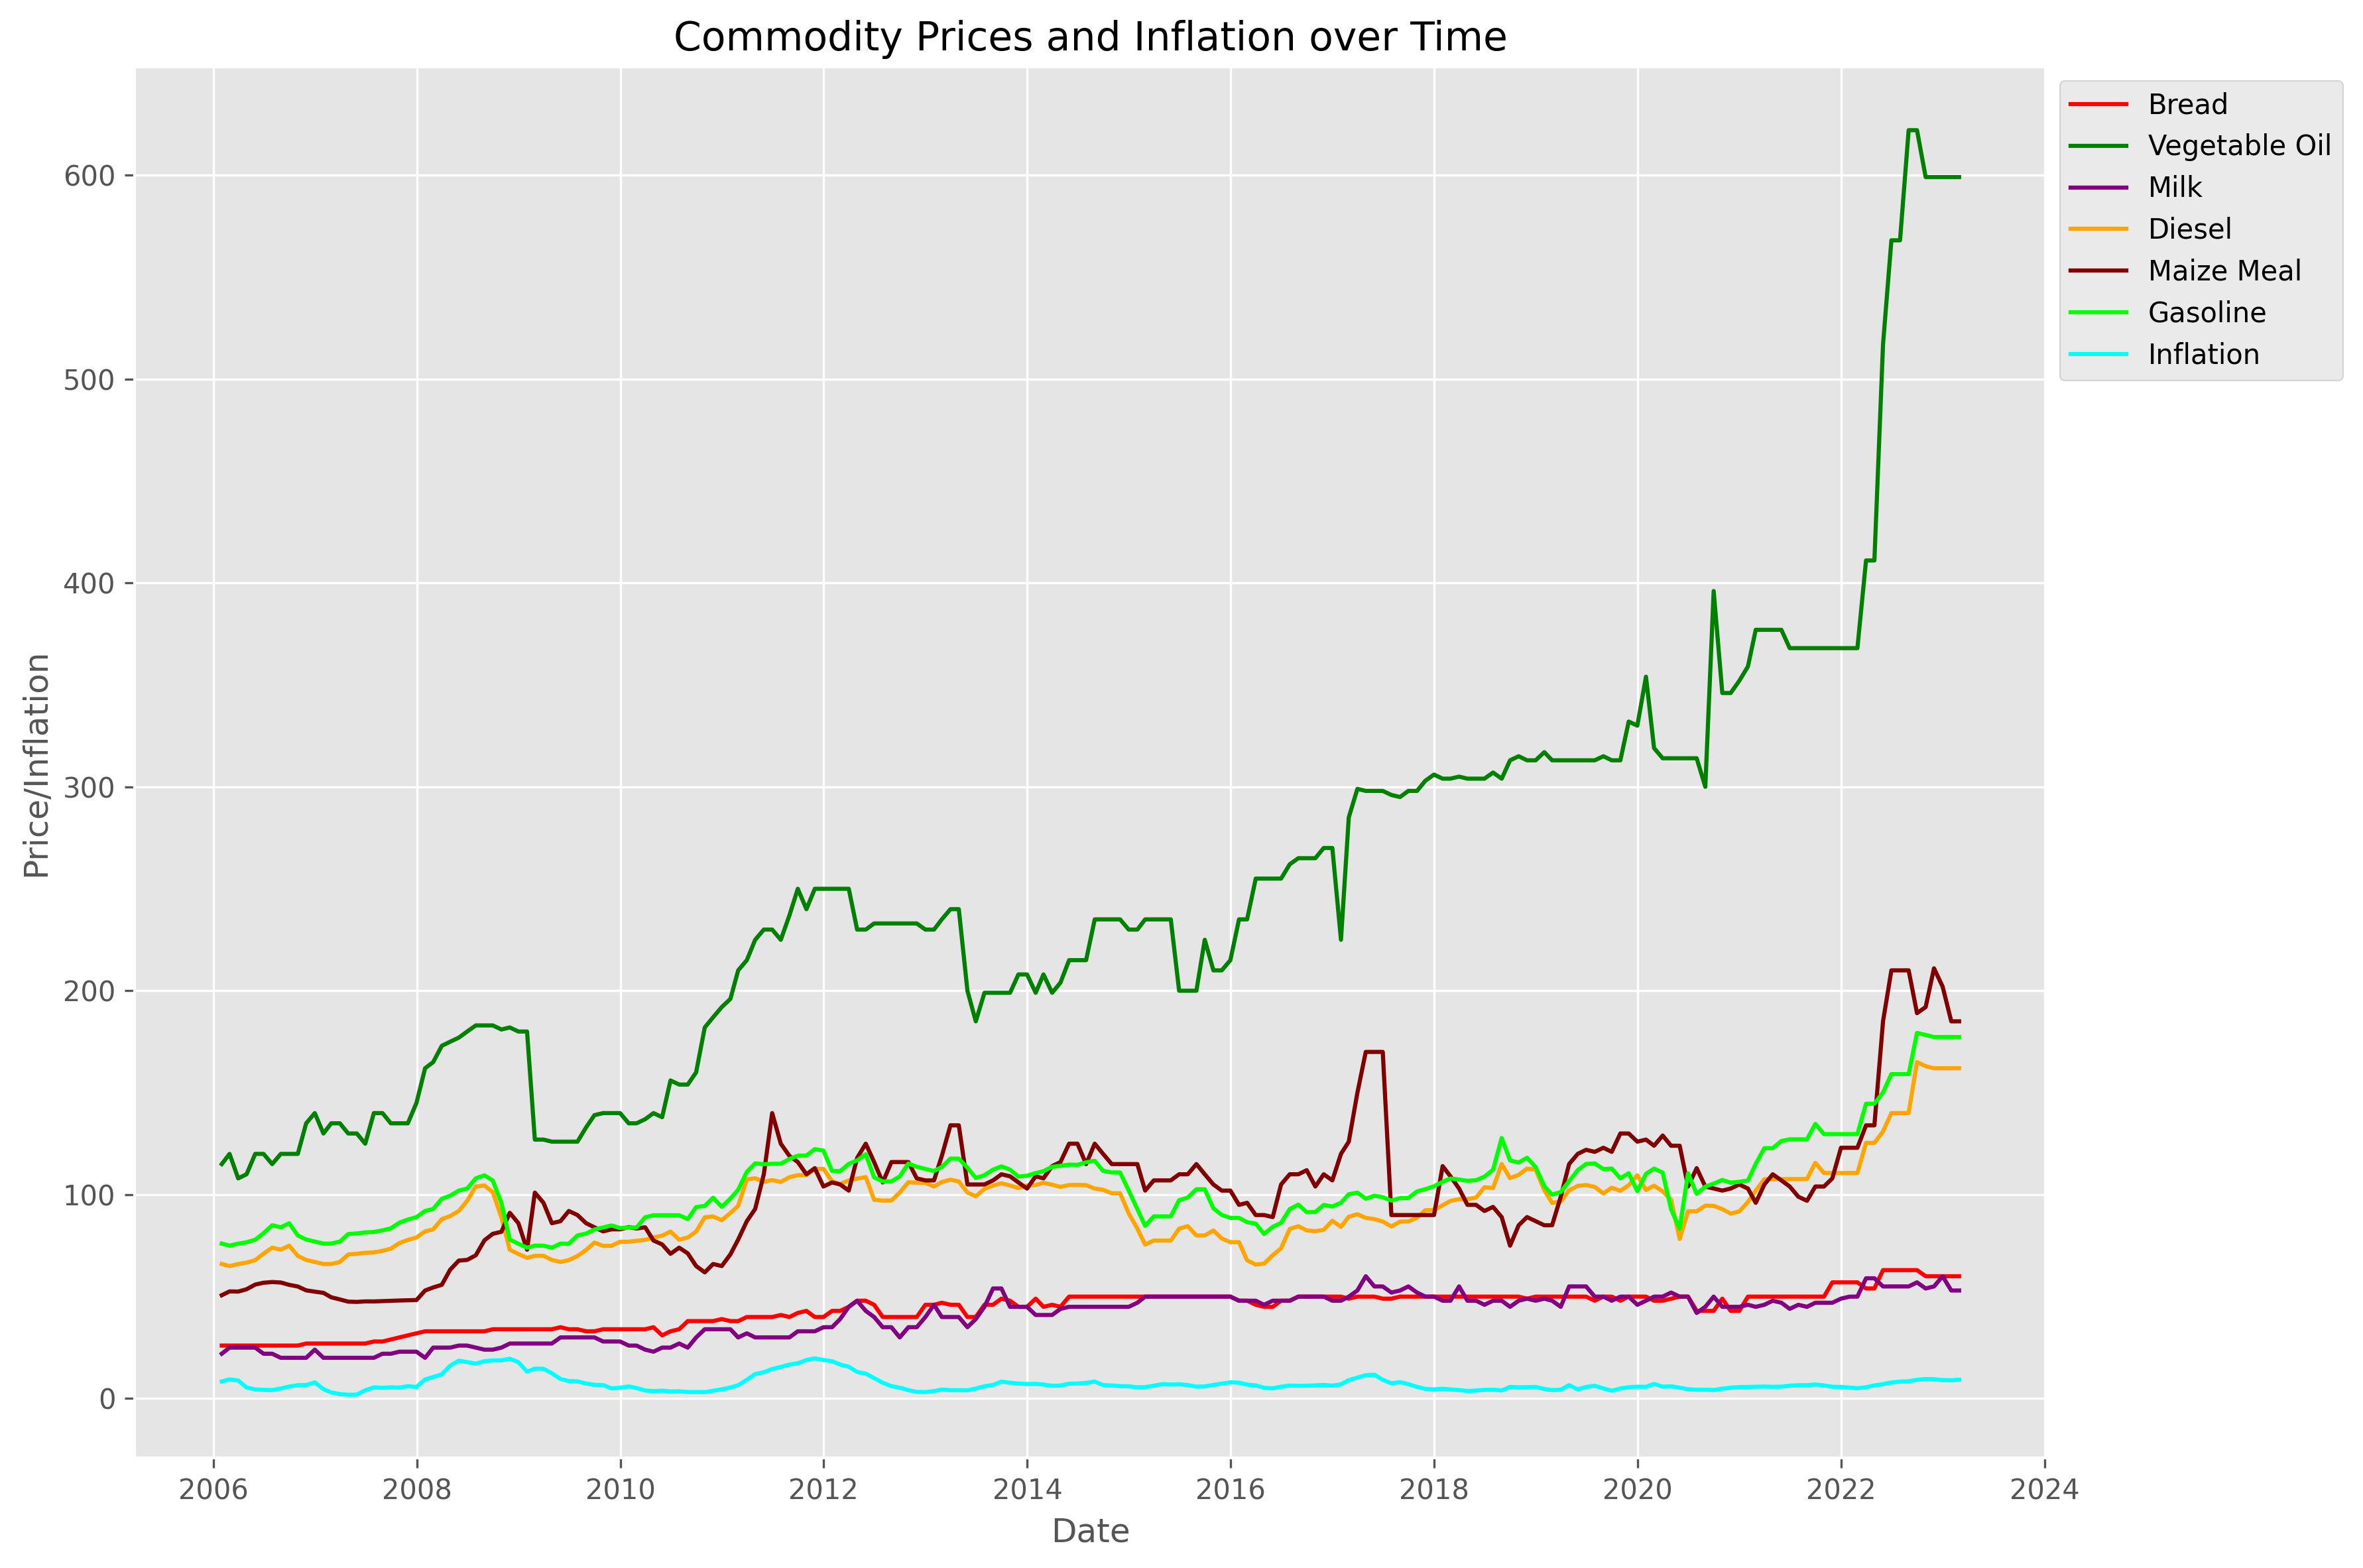 Commodity Prices and Inflation over Time
Bread
Vegetable Oil
Milk
Diesel
Maize Meal
Gasoline
Inflation
Price/Inflation
600
500
400
300
200
100
0
2006 2008 2010 2012 2014 2016 2018 2020 2022 2024
Date